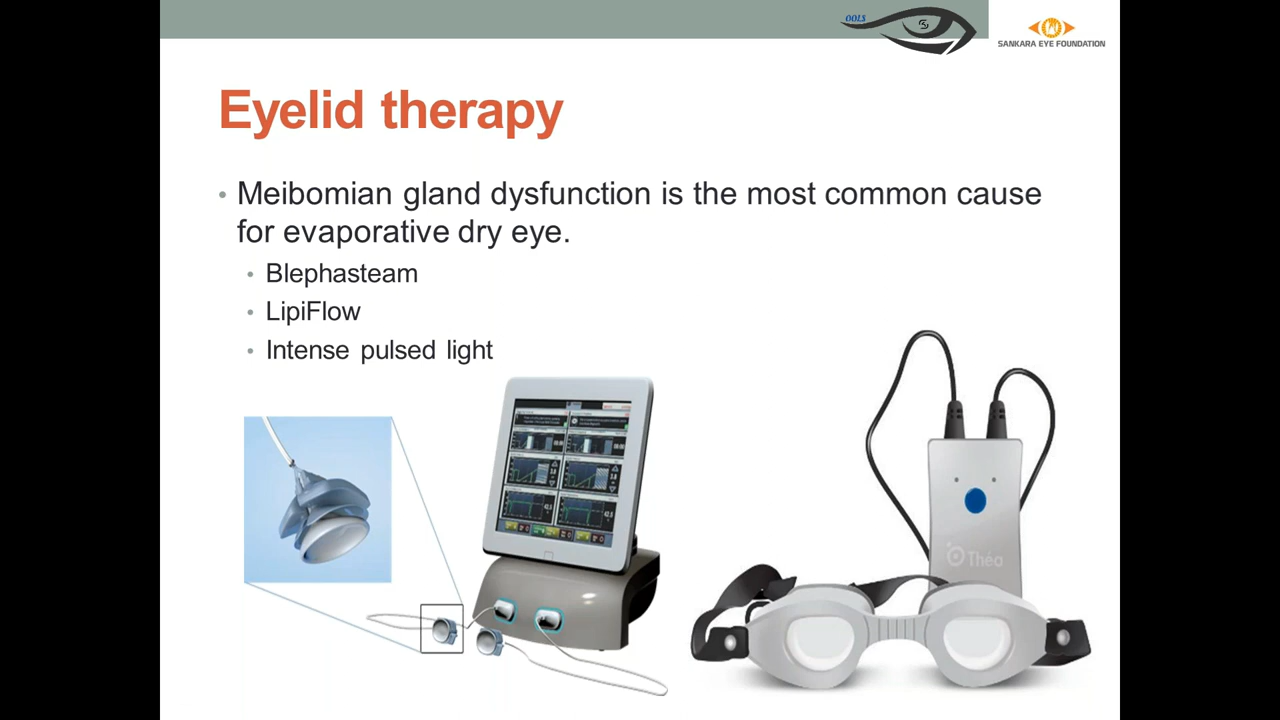 OOLS
SANKARA EYE FOUNDATION
Eyelid therapy
• Meibomian gland dysfunction is the most common cause
for evaporative dry eye.
• Blephasteam
• LipiFlow
• Intense pulsed light
Théa